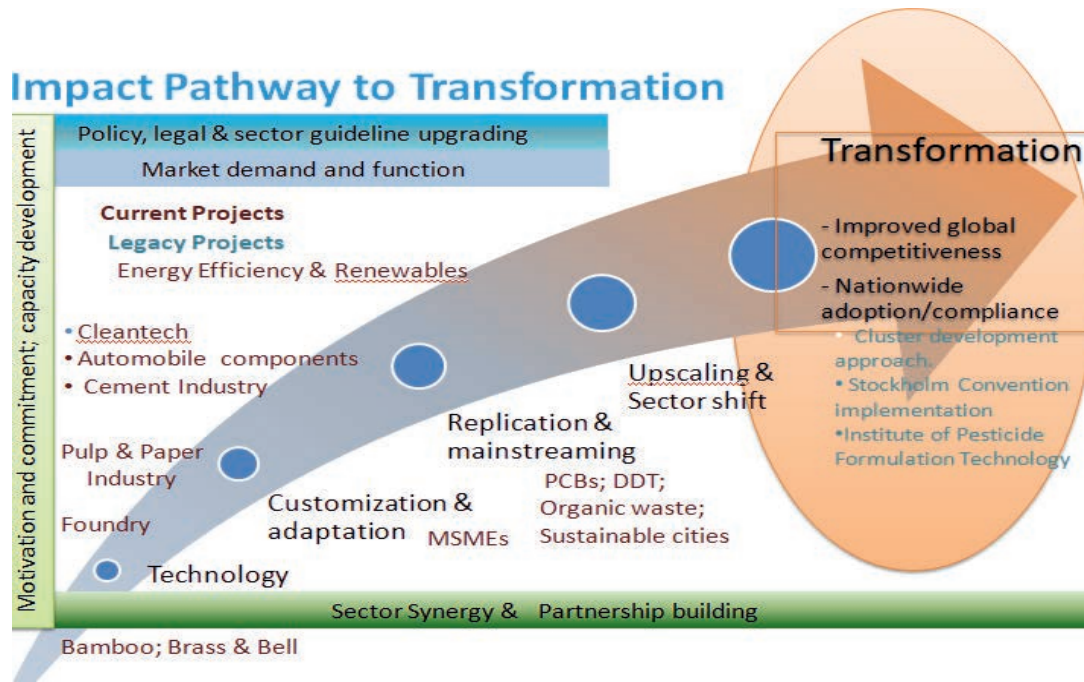 Impact Pathway to Transformation
Motivation and commitment; capacity development
Policy, legal & sector guideline upgrading
Market demand and function
Current Projects
Legacy Projects
Energy Efficiency & Renewables
• Cleantech
• Automobile components
• Cement Industry
Pulp & Paper
Industry
Foundry
Technology
Customization &
adaptation
MSMEs
Replication &
mainstreaming
PCBs; DDT;
Organic waste;
Sustainable cities
Upscaling &
Sector shift
Transformation
- Improved global
competitiveness
- Nationwide
adoption/compliance
• Cluster development
approach.
• Stockholm Convention
implementation
•Institute of Pesticide
Formulation Technology
Sector Synergy & Partnership building
Bamboo; Brass & Bell